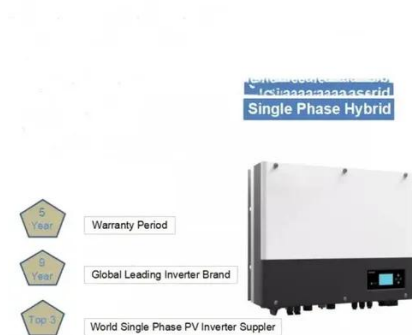 Single Phase Hybrid
5
Year
Warranty Period
9
Year
Global Leading Inverter Brand
Top 3
World Single Phase PV Inverter Suppler